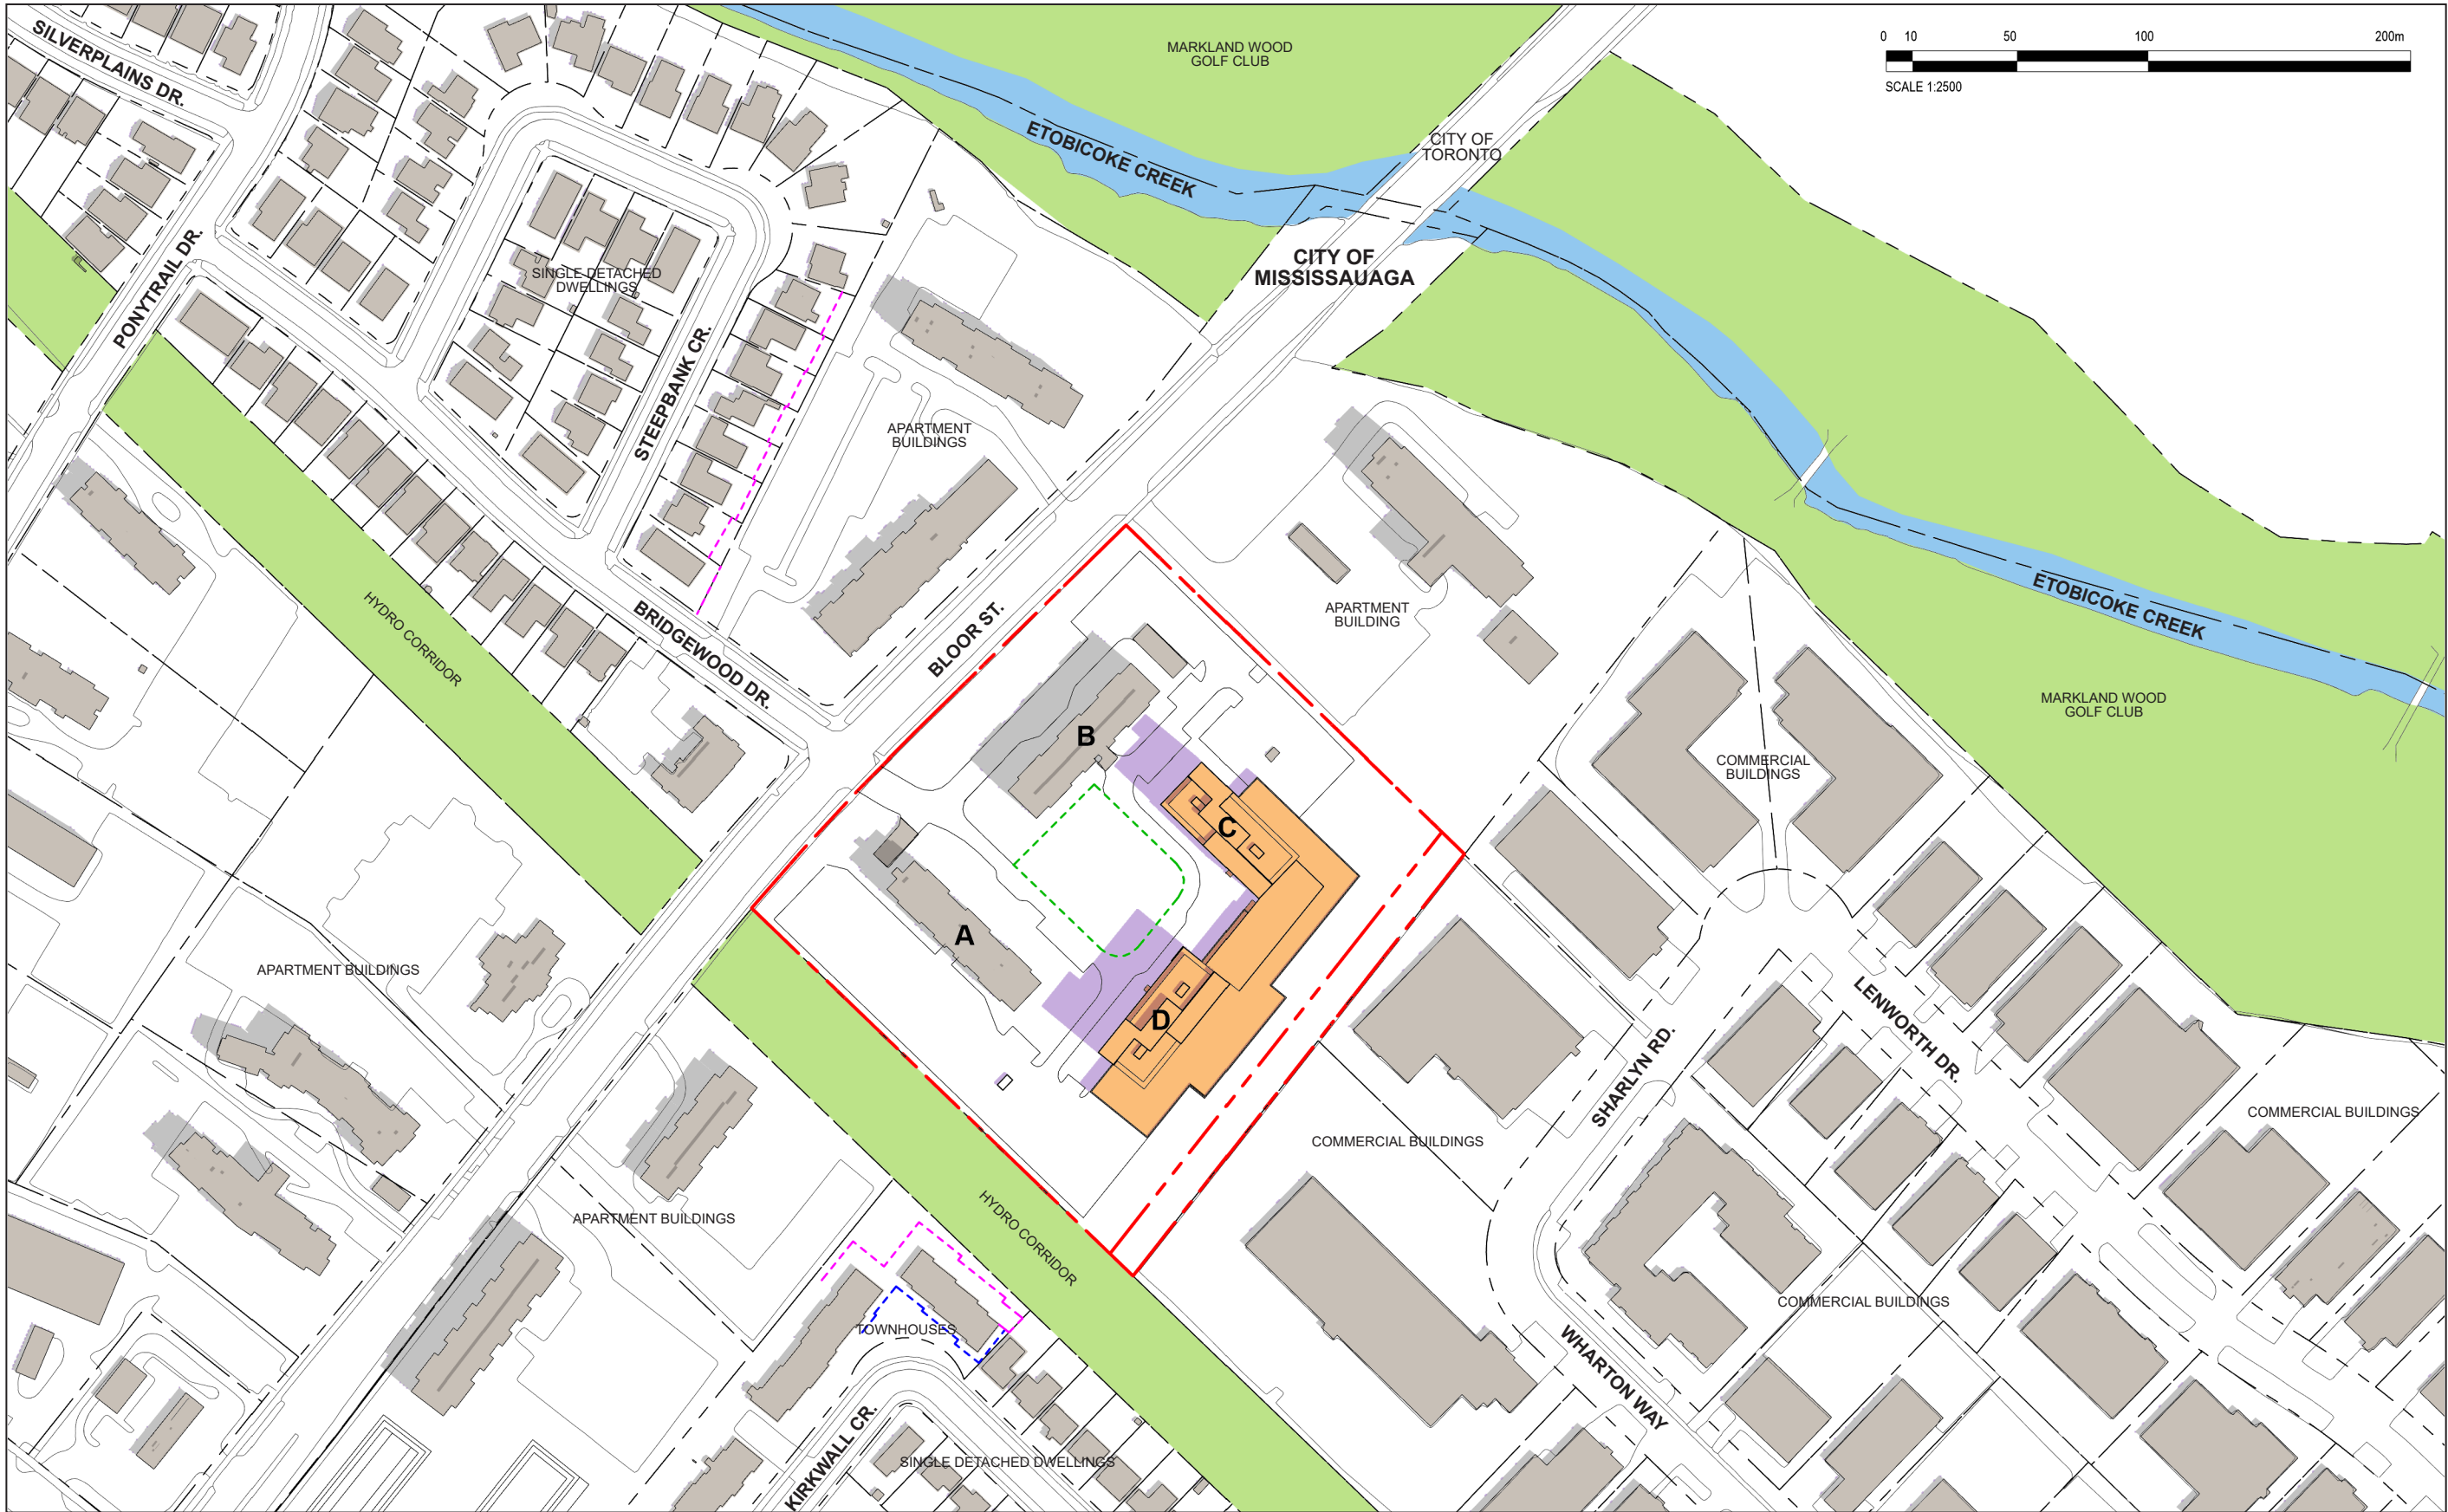 SILVERPLAINS DR.
MARKLAND WOOD
GOLF CLUB
0 10 50 100 200m
SCALE 1:2500
ETOBICOKE CREEK
CITY OF
TORONTO
CITY OF
MISSISSAUAGA
PONYTRAIL DR.
SINGLE DETACHED
DWELLINGS
STEEPBANK CR.
APARTMENT
BUILDINGS
HYDRO CORRIDOR
BRIDGEWOOD DR.
BLOOR ST.
APARTMENT
BUILDING
ETOBICOKE CREEK
MARKLAND WOOD
GOLF CLUB
B
COMMERCIAL
BUILDINGS
C
A
D
APARTMENT BUILDINGS
LENWORTH DR.
SHARLYN RD.
COMMERCIAL BUILDINGS
COMMERCIAL BUILDINGS
APARTMENT BUILDINGS
HYDRO CORRIDOR
COMMERCIAL BUILDINGS
TOWNHOUSES
WHARTON WAY
KIRKWALL CR.
SINGLE DETACHED DWELLINGS